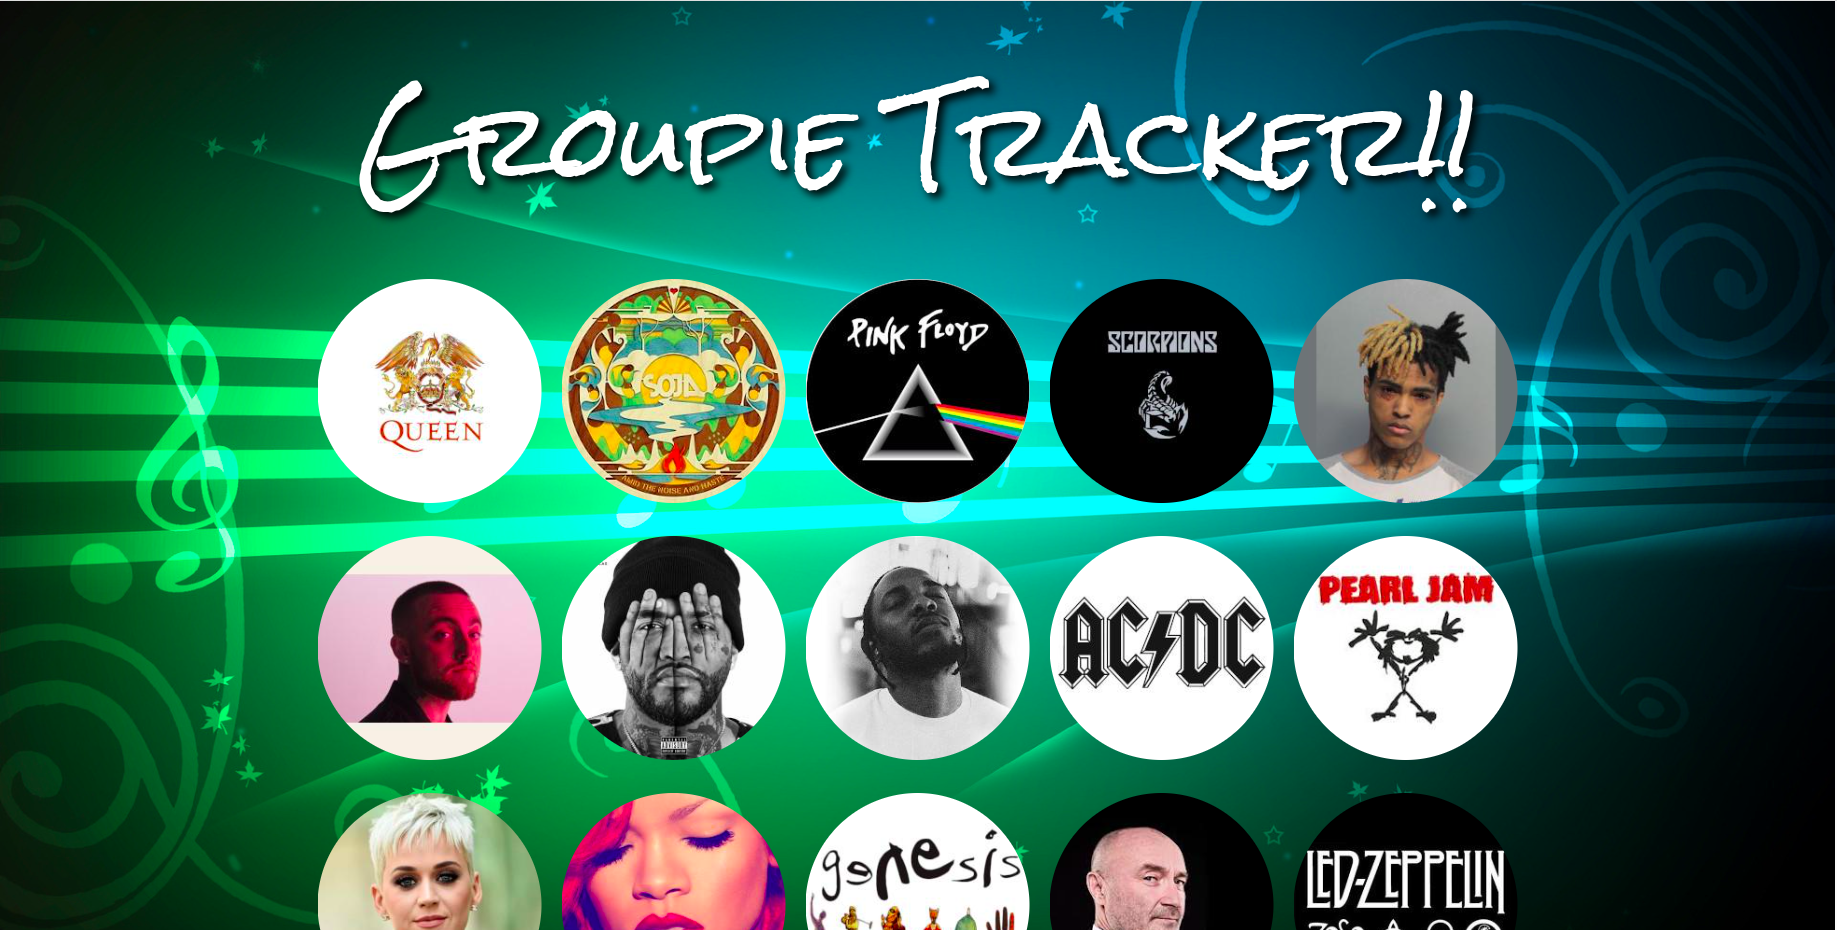 Groupie Tracker!!
QUEEN
SOJA
AMID THE NOISE AND HASTE
PINK FLOYD
SCORPIONS
ADVISORY
AC DC
PEARL JAM
genesis
LED-ZEPPELIN